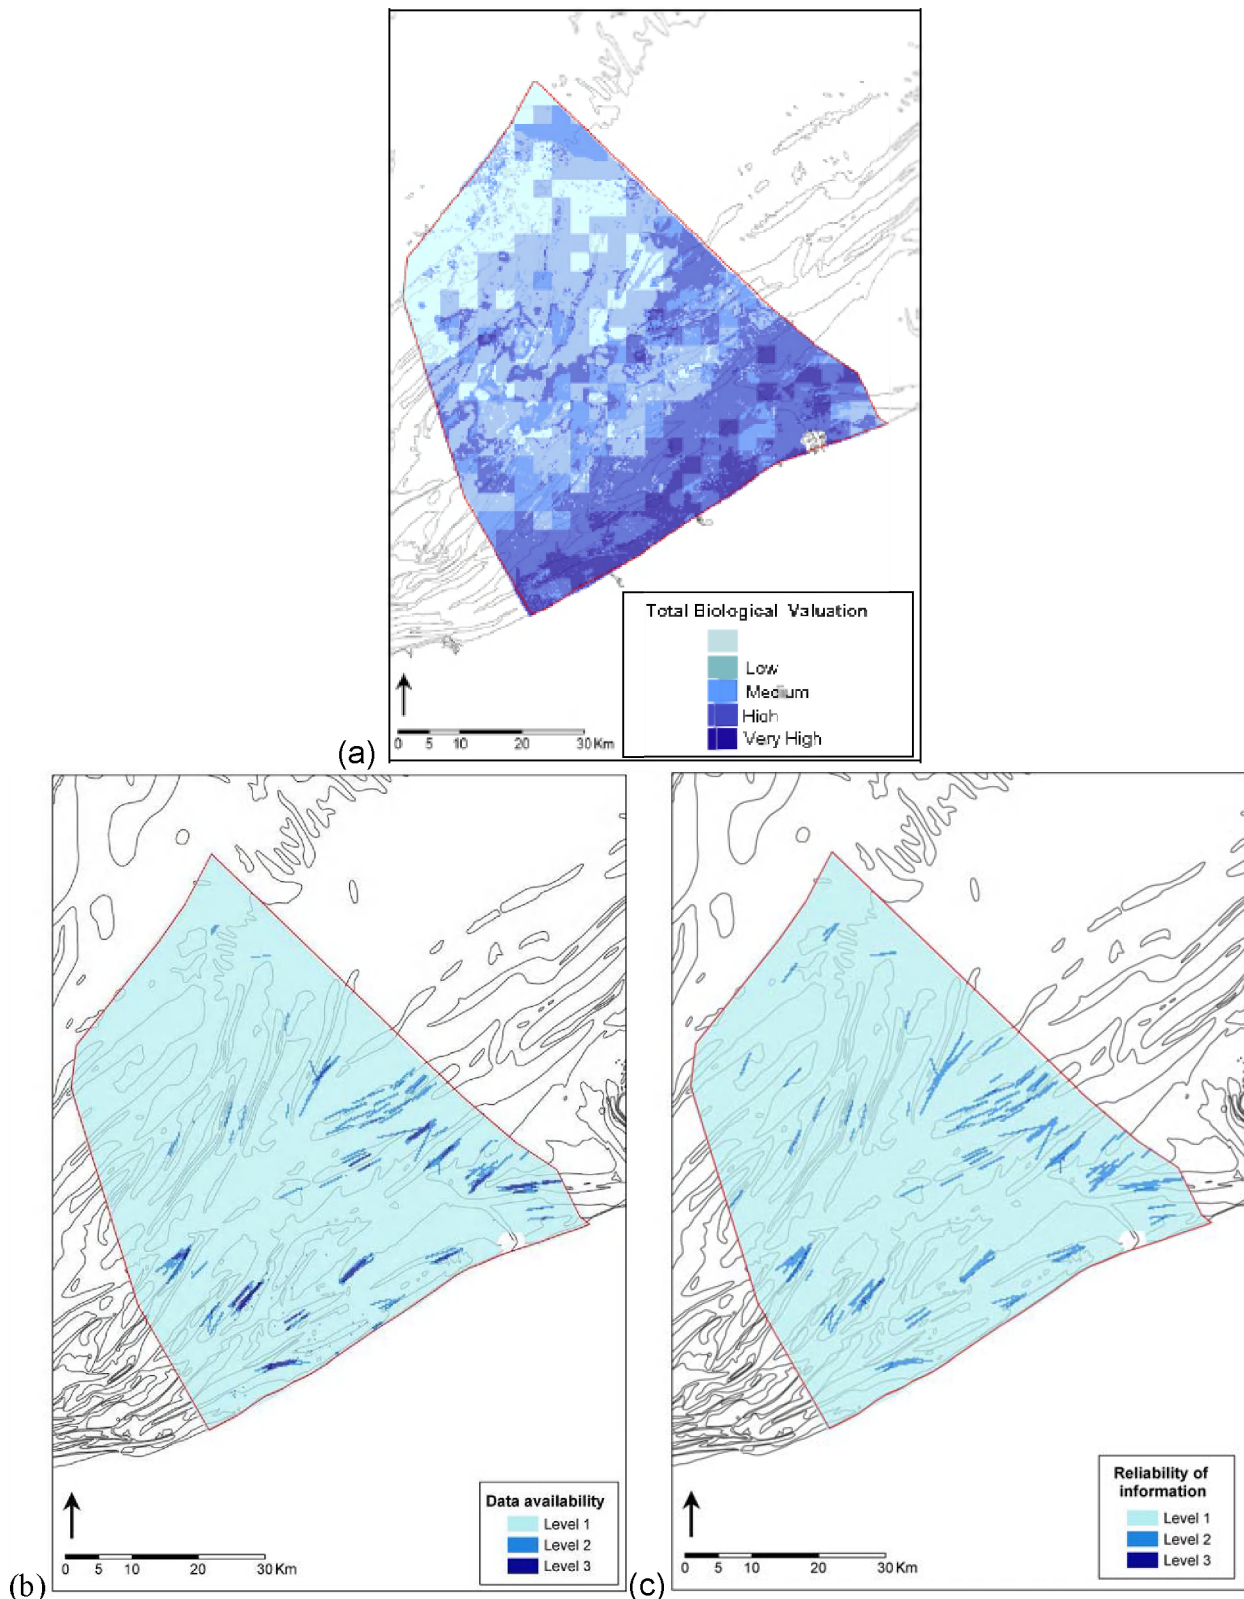 Total Biological Valuation
Low
Medium
High
Very High
0 5 10 20 30 Km
(a)
Data availability
Level 1
Level 2
Level 3
0 5 10 20 30 Km
(b)
Reliability of
information
Level 1
Level 2
Level 3
0 5 10 20 30 Km
(c)